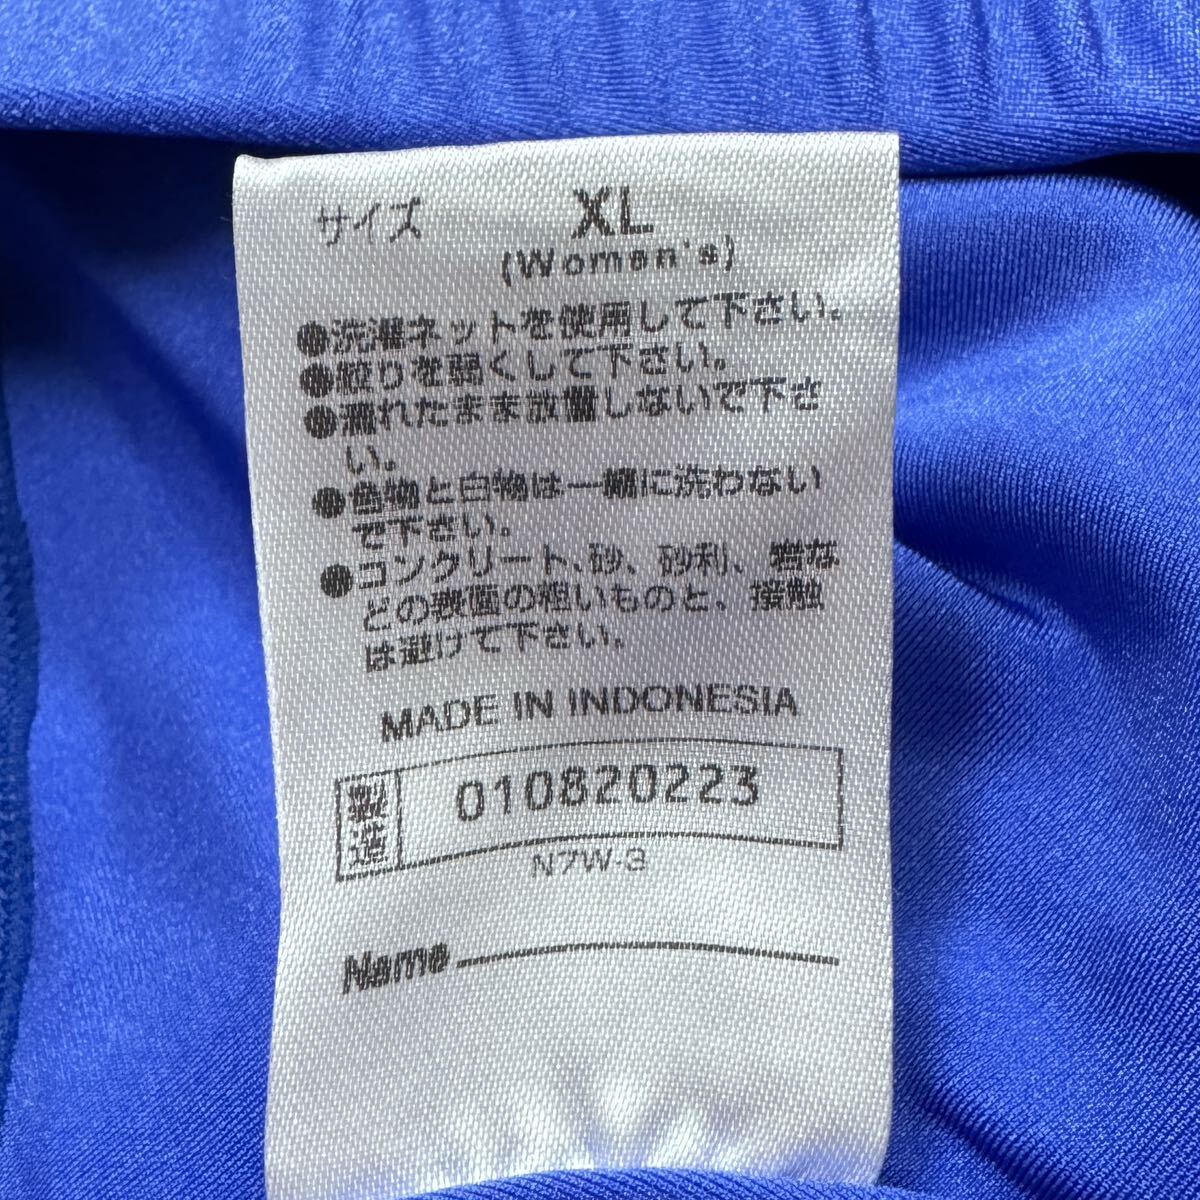 サイズ XL
(Women's)
●洗濯ネットを使用して下さい。
●絞りを弱くして下さい。
●濡れたまま放置しないで下さ
い。
●色物と白物は一緒に洗わない
で下さい。
●コンクリート、砂、砂利、岩な
どの表面の粗いものと、接触
は避けて下さい。
MADE IN INDONESIA
製造 010820223
N7W-3
Name